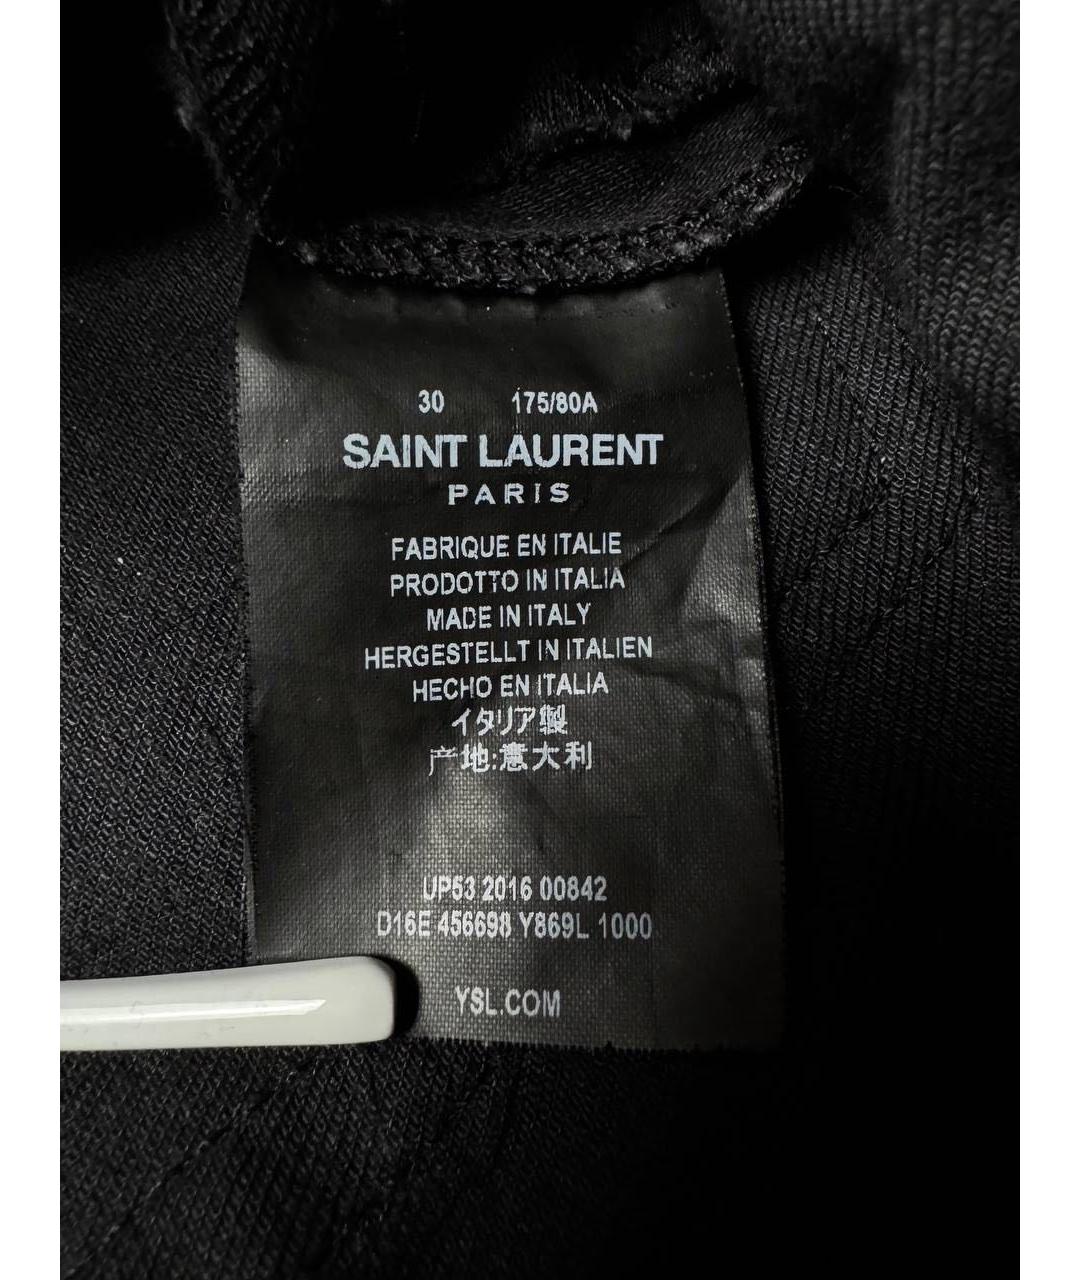 30 175/80A
SAINT LAURENT
PARIS
FABRIQUE EN ITALIE
PRODOTTO IN ITALIA
MADE IN ITALY
HERGESTELLT IN ITALIEN
HECHO EN ITALIA
イタリア製
产地:意大利
UP53 2016 00842
D16E 456698 Y869L 1000
YSL.COM